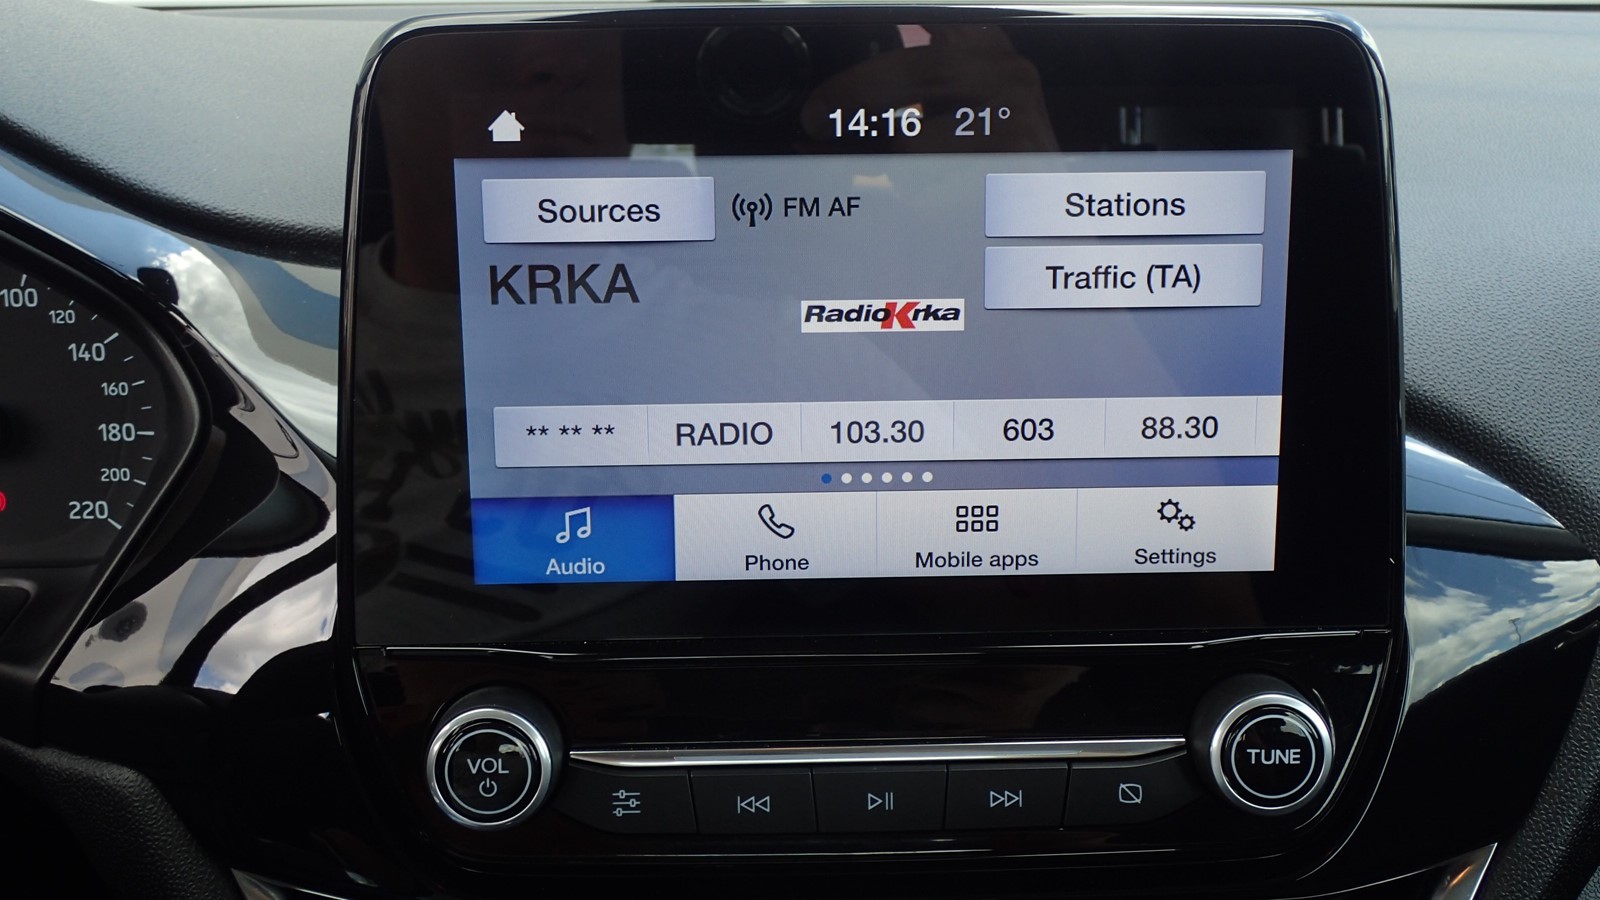 14:16 21°
Sources FM AF Stations
KRKA Traffic (TA)
RadioKrka
** ** ** RADIO 103.30 603 88.30
Audio Phone Mobile apps Settings
VOL TUNE
100
120
140
160
180
200
220